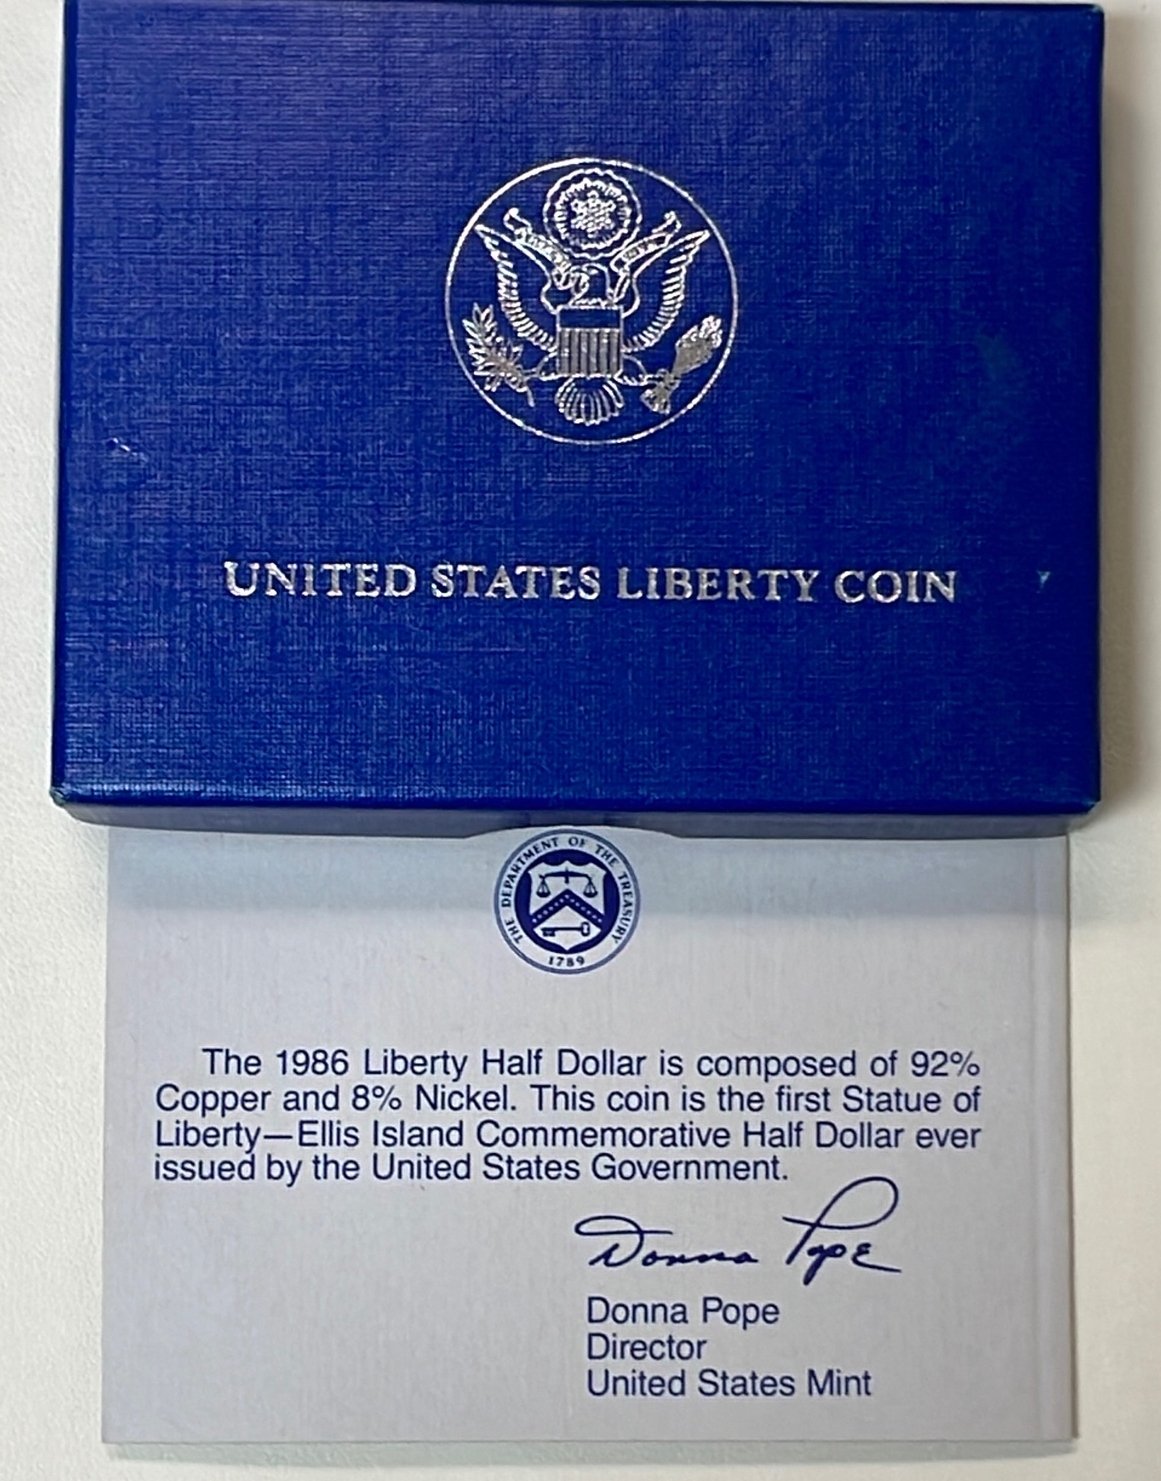 UNITED STATES LIBERTY COIN
THE DEPARTMENT OF THE TREASURY
1789
The 1986 Liberty Half Dollar is composed of 92%
Copper and 8% Nickel. This coin is the first Statue of
Liberty—Ellis Island Commemorative Half Dollar ever
issued by the United States Government.
Donna Pope
Donna Pope
Director
United States Mint